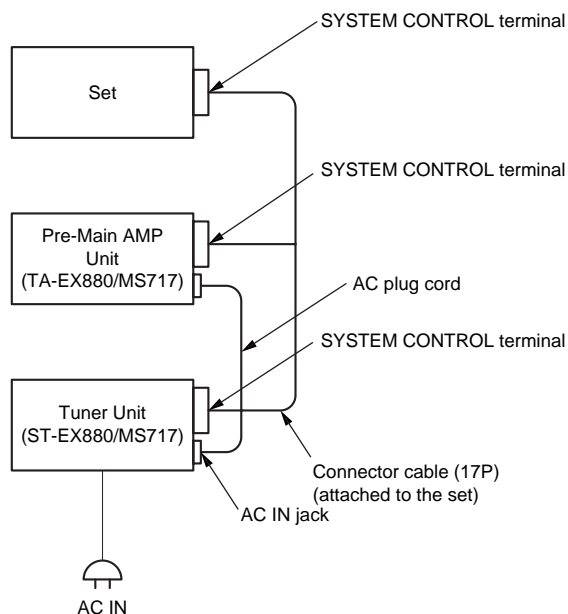 SYSTEM CONTROL terminal
Set
SYSTEM CONTROL terminal
Pre-Main AMP
Unit
(TA-EX880/MS717)
AC plug cord
SYSTEM CONTROL terminal
Tuner Unit
(ST-EX880/MS717)
Connector cable (17P)
(attached to the set)
AC IN jack
AC IN